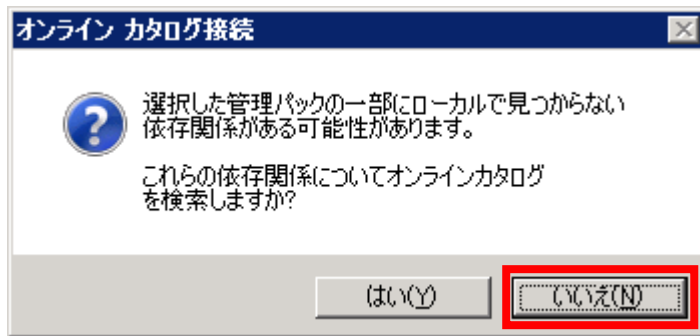 オンライン カタログ接続
選択した管理パックの一部にローカルで見つからない
依存関係がある可能性があります。
これらの依存関係についてオンラインカタログ
を検索しますか?
はい(Y)
いいえ(N)